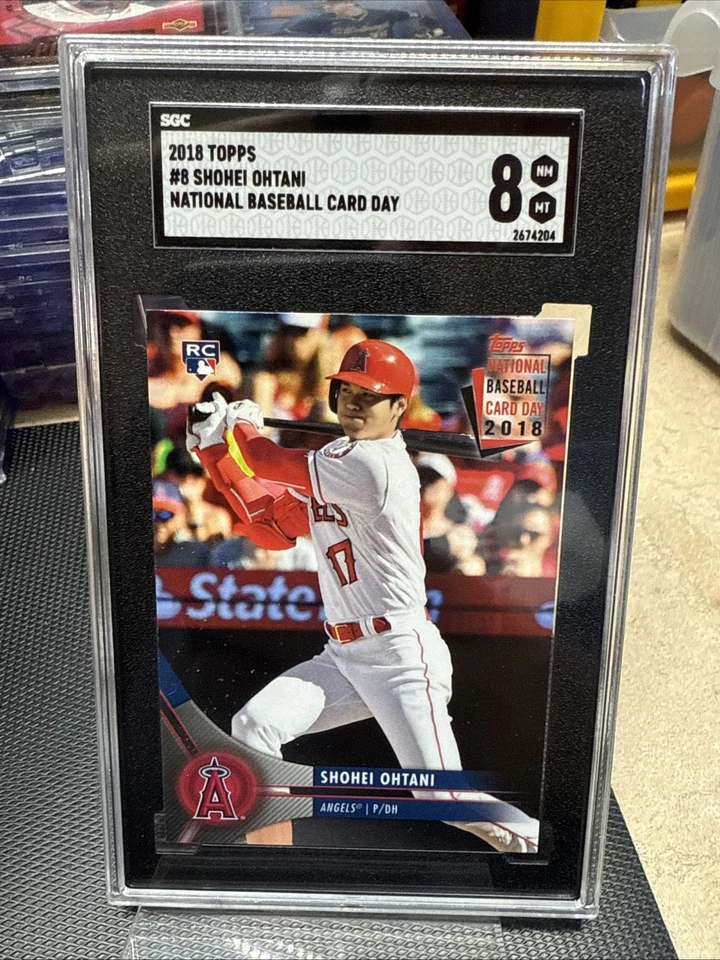 SGC
2018 TOPPS
#8 SHOHEI OHTANI
NATIONAL BASEBALL CARD DAY
8
NM
MT
2674204
RC
Topps
NATIONAL
BASEBALL
CARD DAY
2018
17
State
A
SHOHEI OHTANI
ANGELS® | P/DH